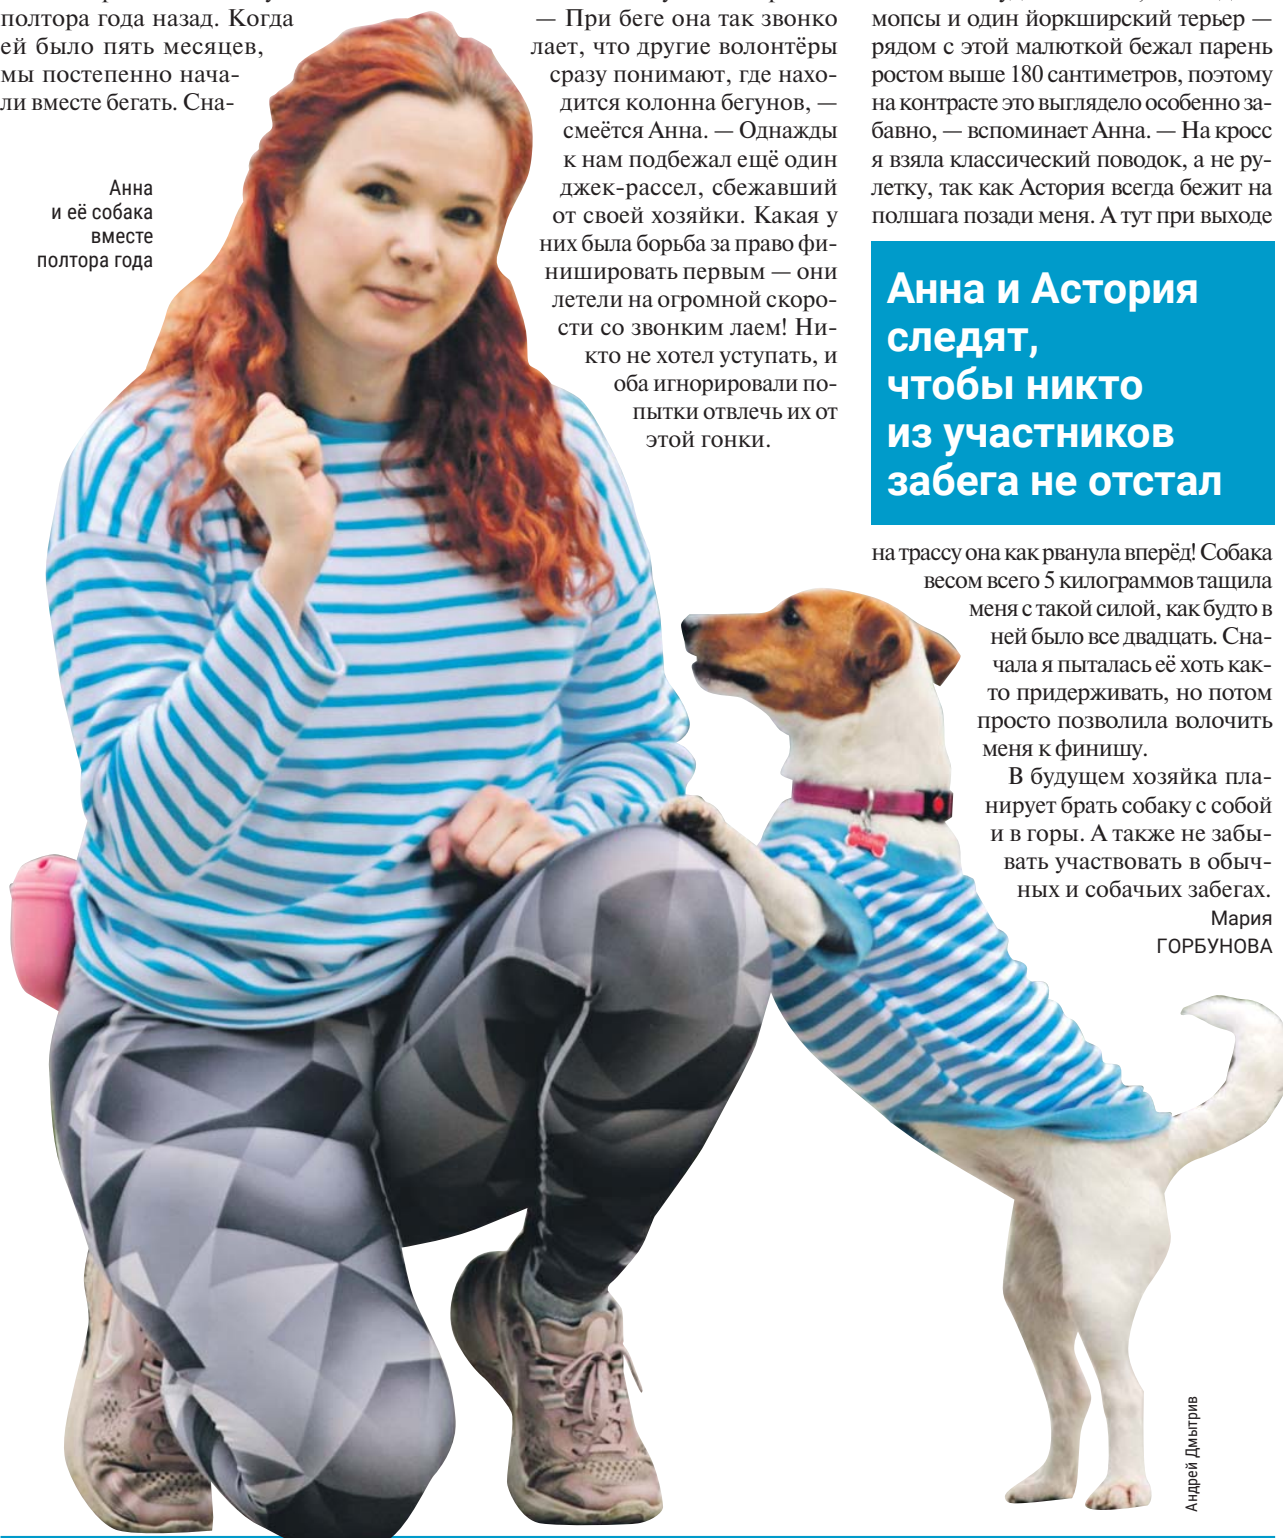 полтора года назад. Когда
ей было пять месяцев,
мы постепенно нача-
ли вместе бегать. Сна-
Анна
и её собака
вместе
полтора года
— При беге она так звонко
лает, что другие волонтёры
сразу понимают, где нахо-
дится колонна бегунов, —
смеётся Анна. — Однажды
к нам подбежал ещё один
джек-рассел, сбежавший
от своей хозяйки. Какая у
них была борьба за право фи-
нишировать первым — они
летели на огромной скоро-
сти со звонким лаем! Ни-
кто не хотел уступать, и
оба игнорировали по-
пытки отвлечь их от
этой гонки.
мопсы и один йоркширский терьер —
рядом с этой малюткой бежал парень
ростом выше 180 сантиметров, поэтому
на контрасте это выглядело особенно за-
бавно, — вспоминает Анна. — На кросс
я взяла классический поводок, а не ру-
летку, так как Астория всегда бежит на
полшага позади меня. А тут при выходе
Анна и Астория
следят,
чтобы никто
из участников
забега не отстал
на трассу она как рванула вперёд! Собака
весом всего 5 килограммов тащила
меня с такой силой, как будто в
ней было все двадцать. Сна-
чала я пыталась её хоть как-
то придерживать, но потом
просто позволила волочить
меня к финишу.
В будущем хозяйка пла-
нирует брать собаку с собой
и в горы. А также не забы-
вать участвовать в обыч-
ных и собачьих забегах.
Мария
ГОРБУНОВА
Андрей Дмытрив